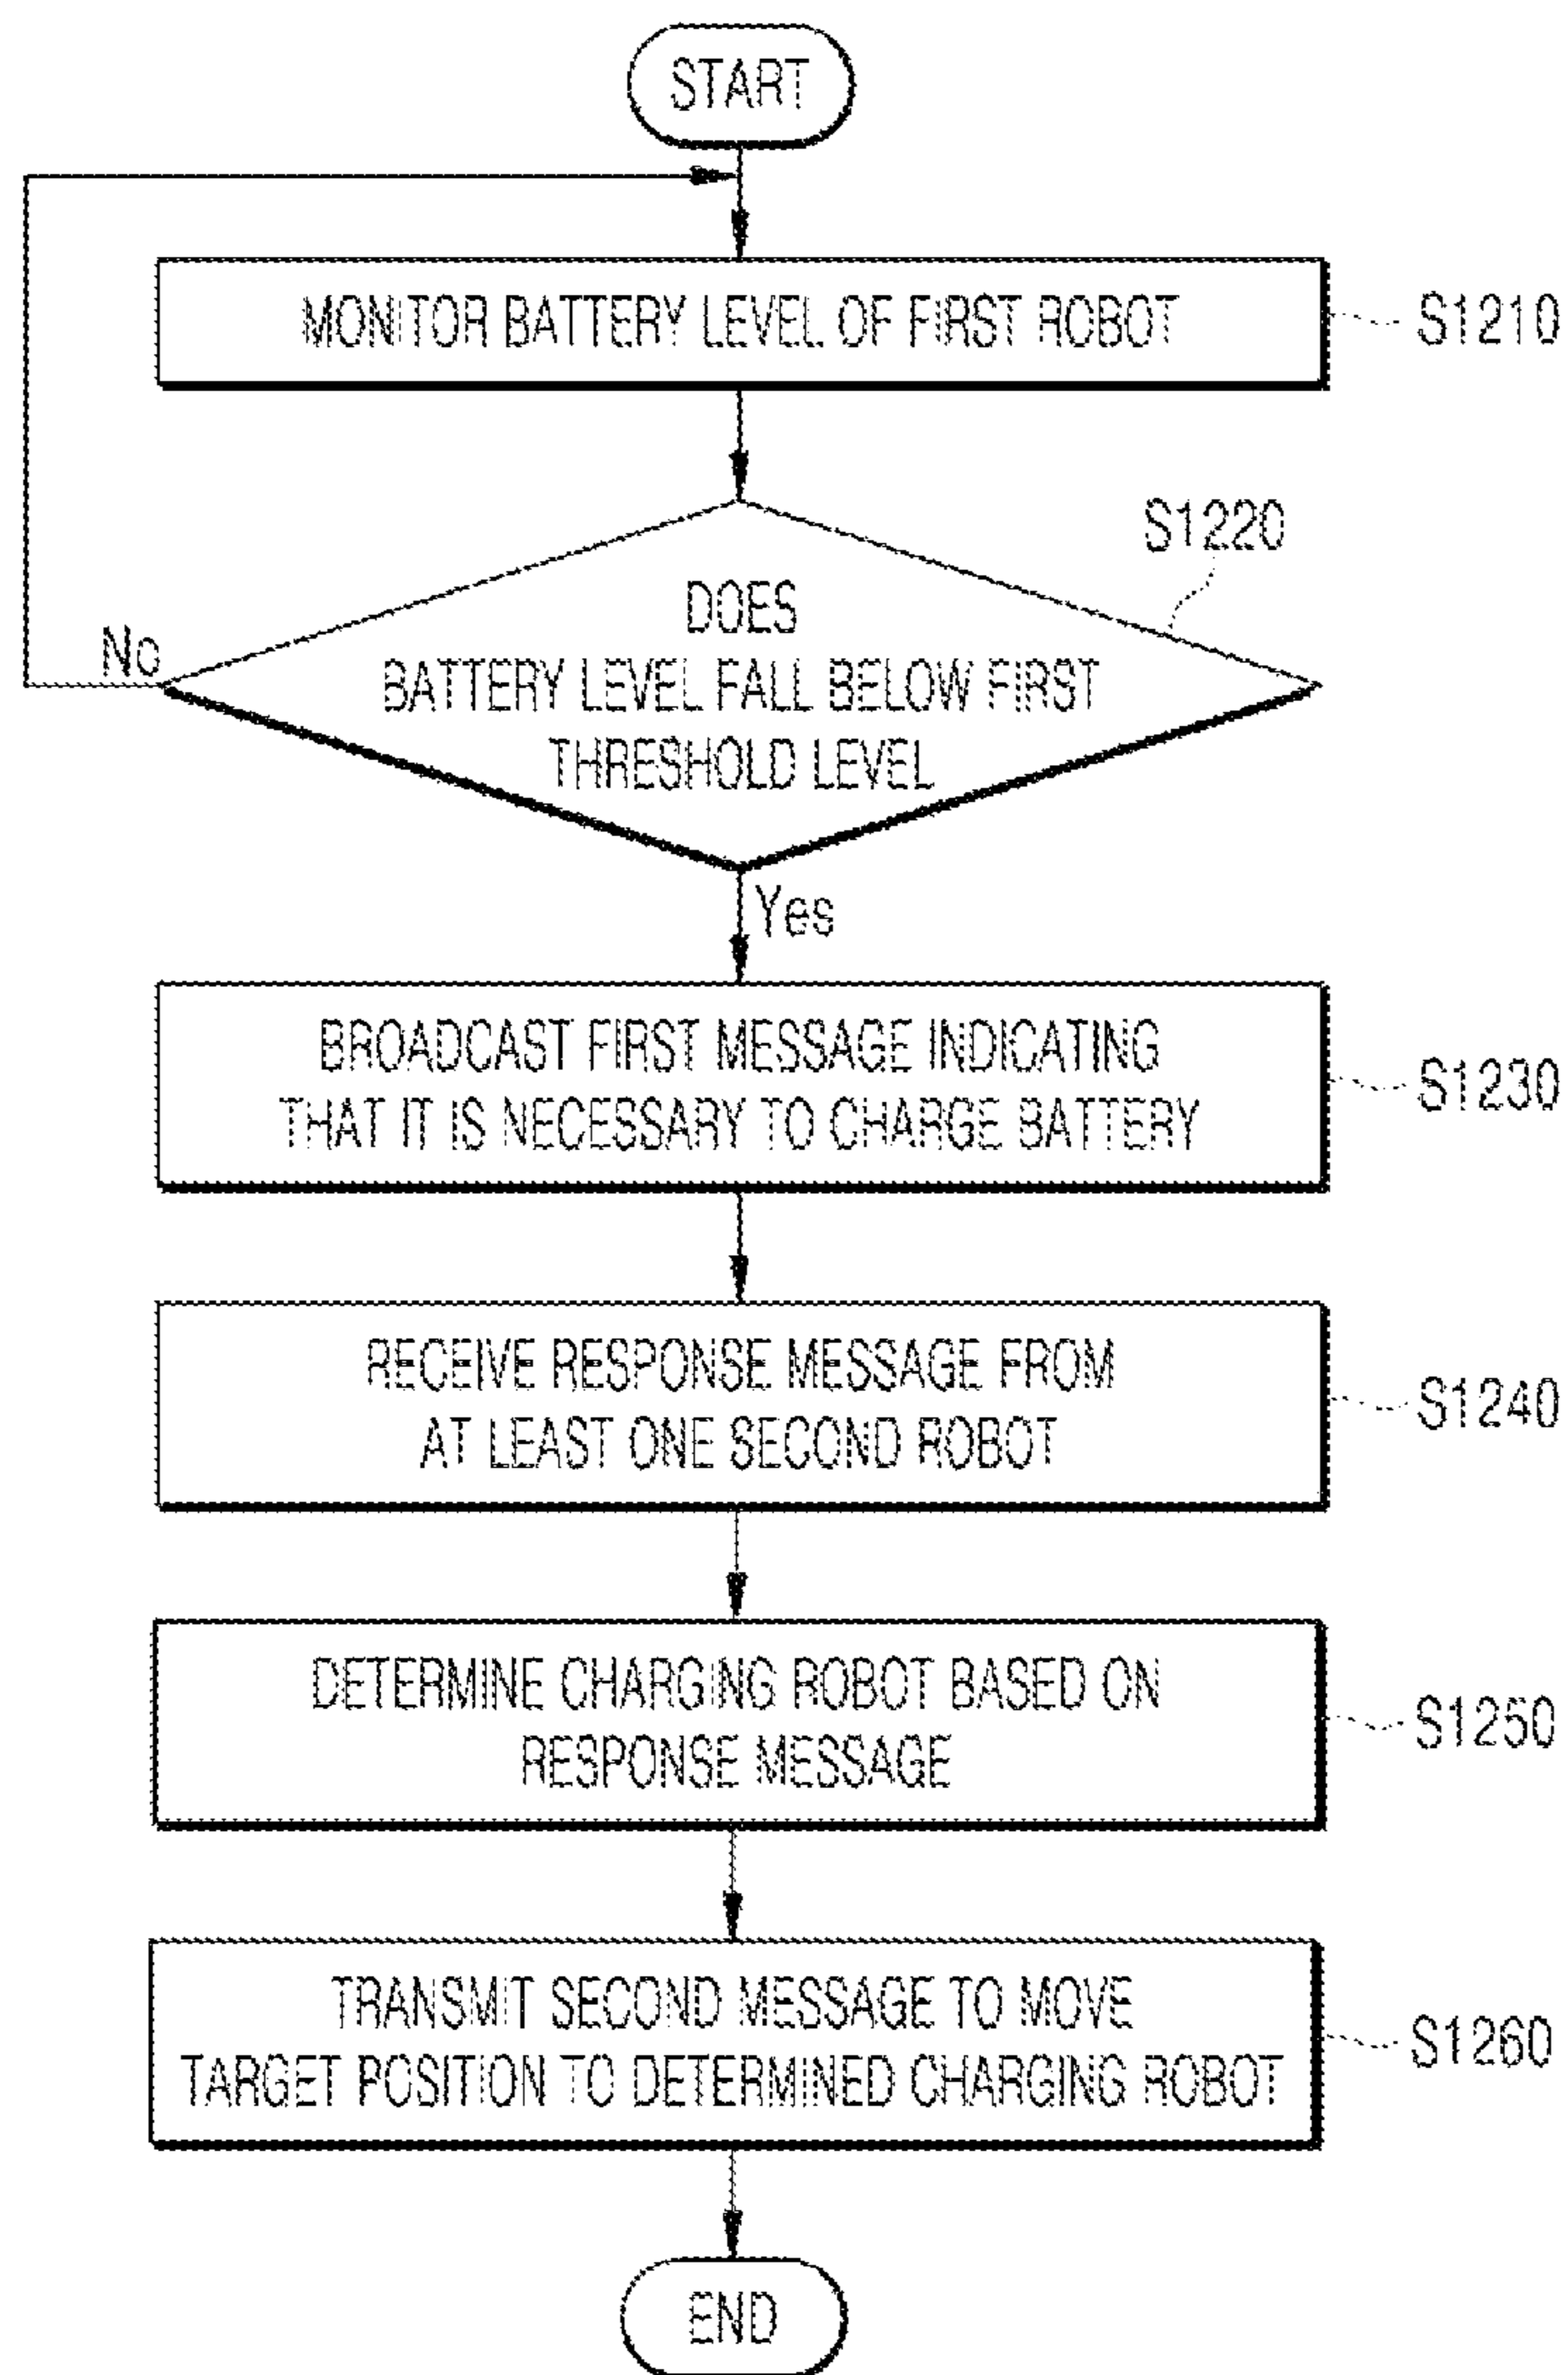 START
MONITOR BATTERY LEVEL OF FIRST ROBOT
S1210
S1220
DOES
BATTERY LEVEL FALL BELOW FIRST
THRESHOLD LEVEL
No
Yes
BROADCAST FIRST MESSAGE INDICATING
THAT IT IS NECESSARY TO CHARGE BATTERY
S1230
RECEIVE RESPONSE MESSAGE FROM
AT LEAST ONE SECOND ROBOT
S1240
DETERMINE CHARGING ROBOT BASED ON
RESPONSE MESSAGE
S1250
TRANSMIT SECOND MESSAGE TO MOVE
TARGET POSITION TO DETERMINED CHARGING ROBOT
S1260
END